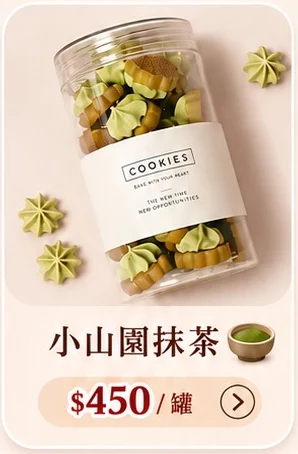 COOKIES
BAKE WITH YOUR HEART
THE NEW TIME
NEW OPPORTUNITIES
小山園抹茶
$450/罐